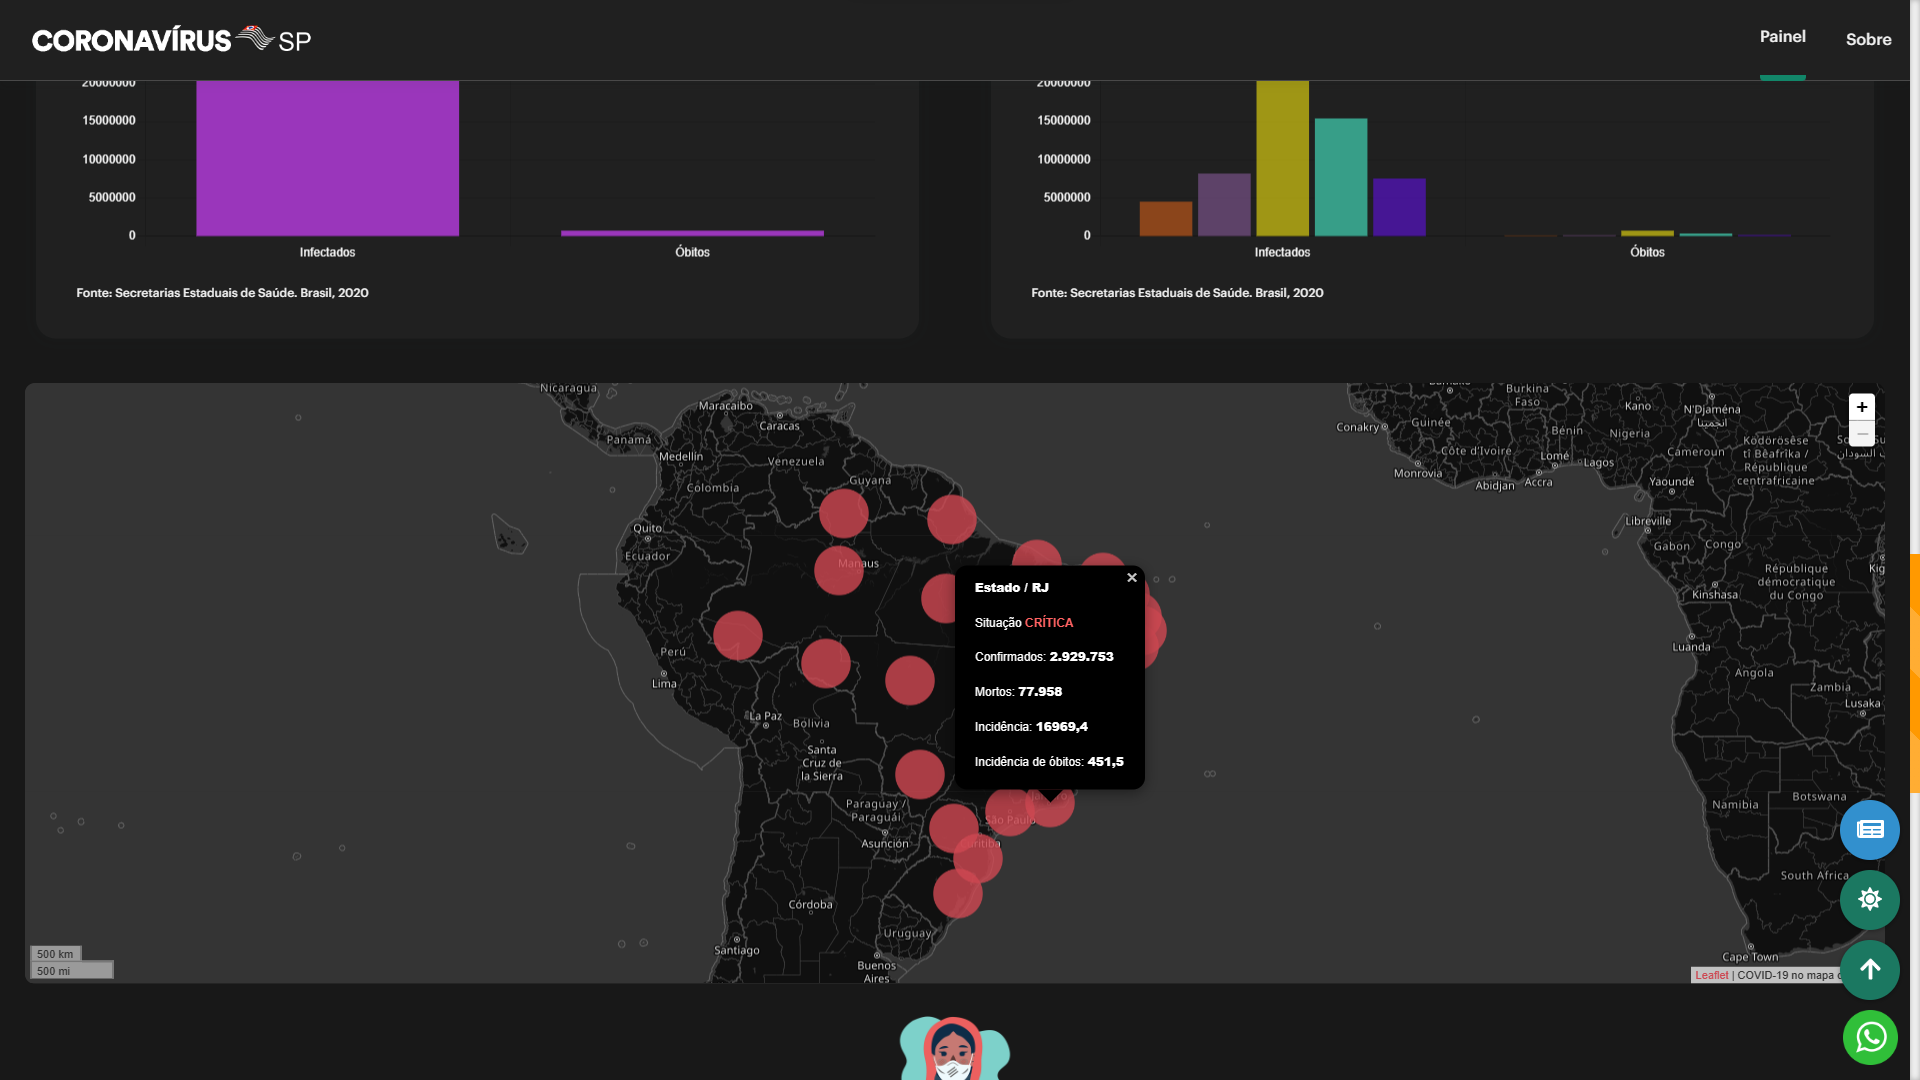 CORONAVÍRUS SP
Painel
Sobre
20000000
15000000
10000000
5000000
0
Infectados
Óbitos
Fonte: Secretarias Estaduais de Saúde. Brasil, 2020
20000000
15000000
10000000
5000000
0
Infectados
Óbitos
Fonte: Secretarias Estaduais de Saúde. Brasil, 2020
Nicaragua
Maracaibo
Caracas
Panamá
Medellín
Venezuela
Guyana
Colombia
Quito
Ecuador
Manaus
Perú
Lima
La Paz
Bolivia
Santa
Cruz de
la Sierra
Paraguay /
Paraguái
Asunción
São Paulo
Córdoba
Uruguay
Santiago
Buenos
Aires
Estado / RJ
×
Situação CRÍTICA
Confirmados: 2.929.753
Mortos: 77.958
Incidência: 16969,4
Incidência de óbitos: 451,5
Bamako
Burkina
Faso
Kano
N'Djaména
انجمينا
Conakry
Guinée
Bénin
Nigeria
Côte d'Ivoire
Lomé
Lagos
Cameroun
Ködörösêse
tî Bêafrîka /
République
centrafricaine
Monrovia
Abidjan
Accra
Yaoundé
Libreville
Gabon
Congo
République
démocratique
du Congo
Kinshasa
Luanda
Angola
Zambia
Lusaka
Namibia
Botswana
South Africa
Cape Town
+
−
500 km
500 mi
Leaflet | COVID-19 no mapa